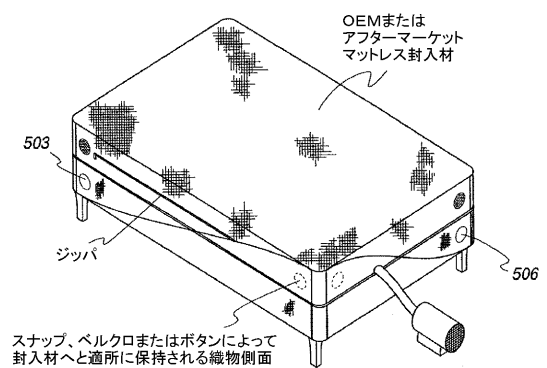 OEMまたは
アフターマーケット
マットレス封入材
503
ジッパ
506
スナップ、ベルクロまたはボタンによって
封入材へと適所に保持される織物側面